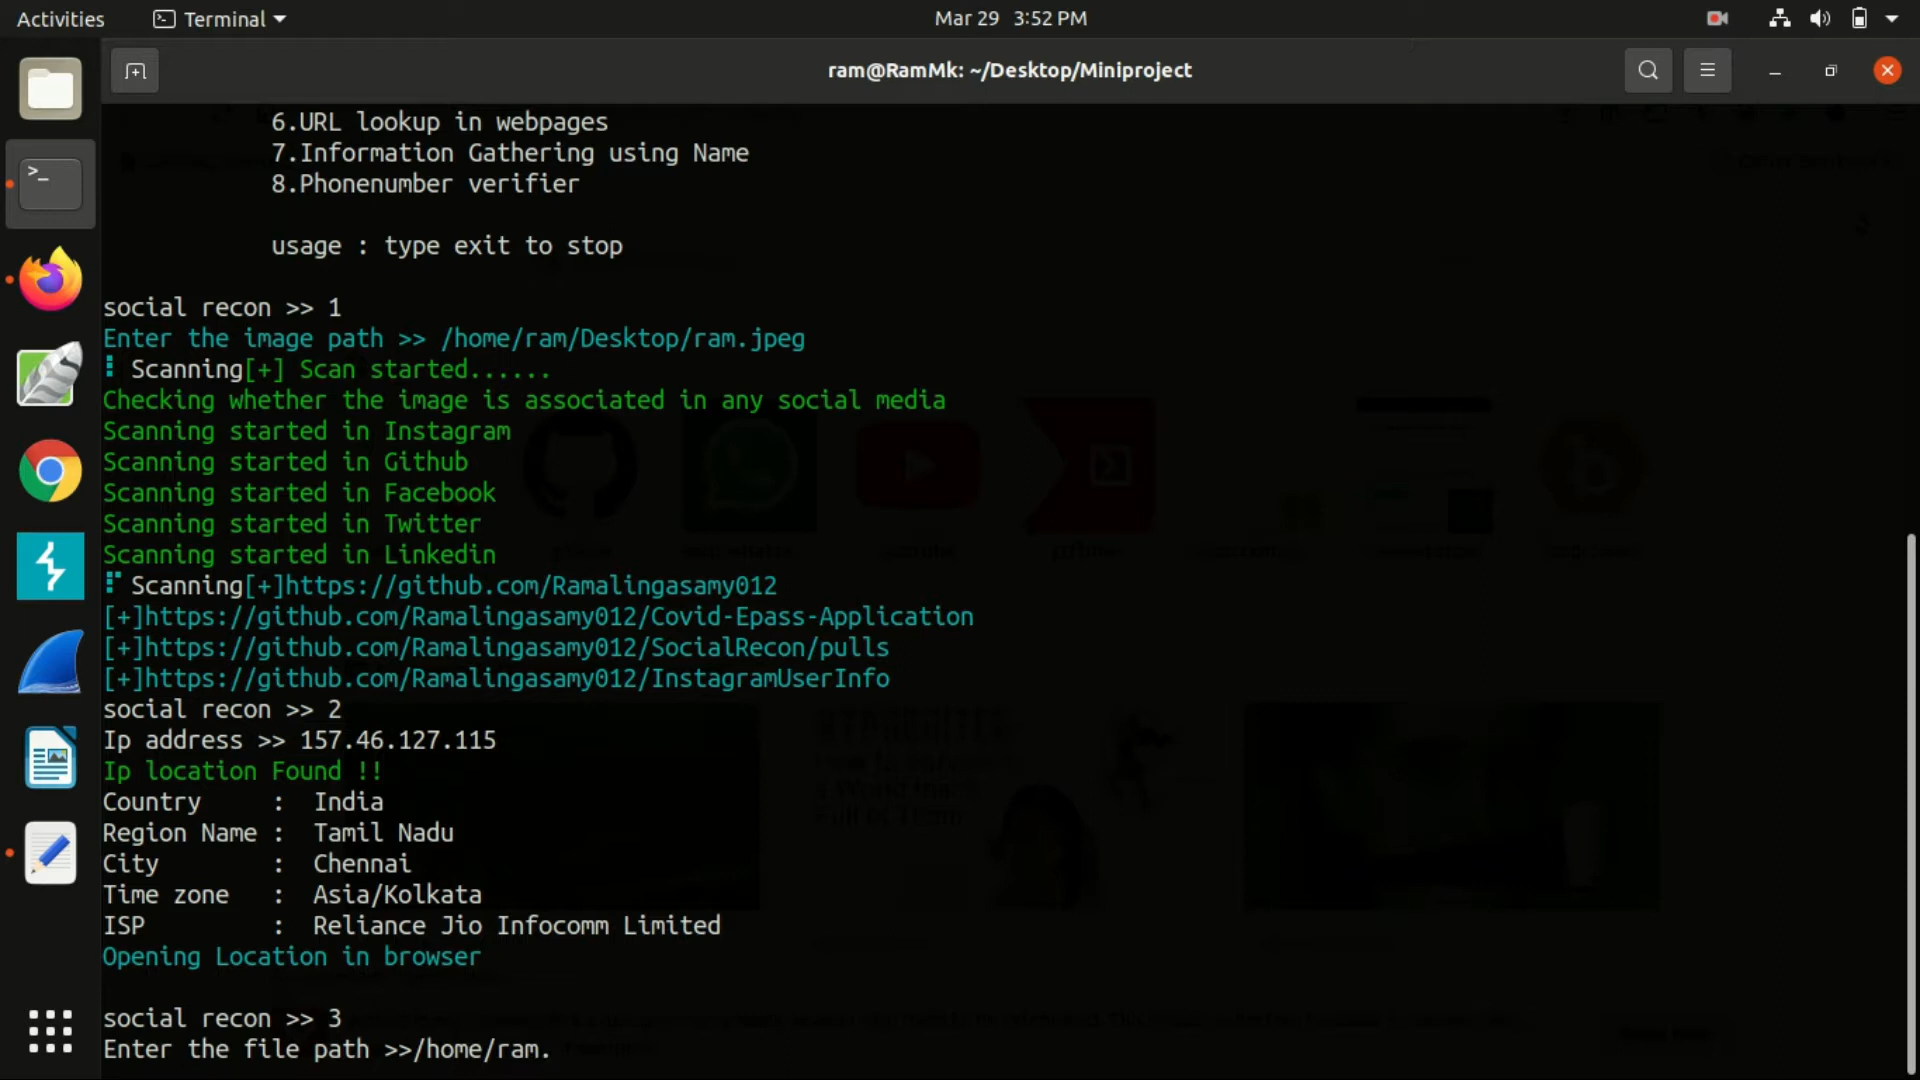 Activities
Terminal
Mar 29 3:52 PM
ram@RamMk: ~/Desktop/Miniproject
6.URL lookup in webpages
7.Information Gathering using Name
8.Phonenumber verifier
usage : type exit to stop
social recon >> 1
Enter the image path >> /home/ram/Desktop/ram.jpeg
Scanning[+] Scan started......
Checking whether the image is associated in any social media
Scanning started in Instagram
Scanning started in Github
Scanning started in Facebook
Scanning started in Twitter
Scanning started in Linkedin
Scanning[+]https://github.com/Ramalingasamy012
[+]https://github.com/Ramalingasamy012/Covid-Epass-Application
[+]https://github.com/Ramalingasamy012/SocialRecon/pulls
[+]https://github.com/Ramalingasamy012/InstagramUserInfo
social recon >> 2
Ip address >> 157.46.127.115
Ip location Found !!
Country : India
Region Name : Tamil Nadu
City : Chennai
Time zone : Asia/Kolkata
ISP : Reliance Jio Infocomm Limited
Opening Location in browser
social recon >> 3
Enter the file path >>/home/ram.